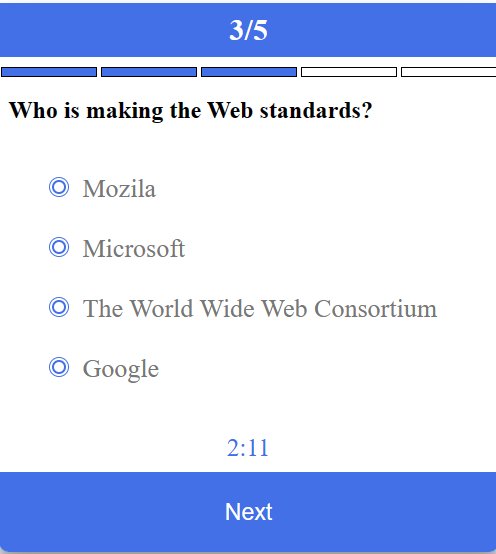 3/5
Who is making the Web standards?
Mozila
Microsoft
The World Wide Web Consortium
Google
2:11
Next